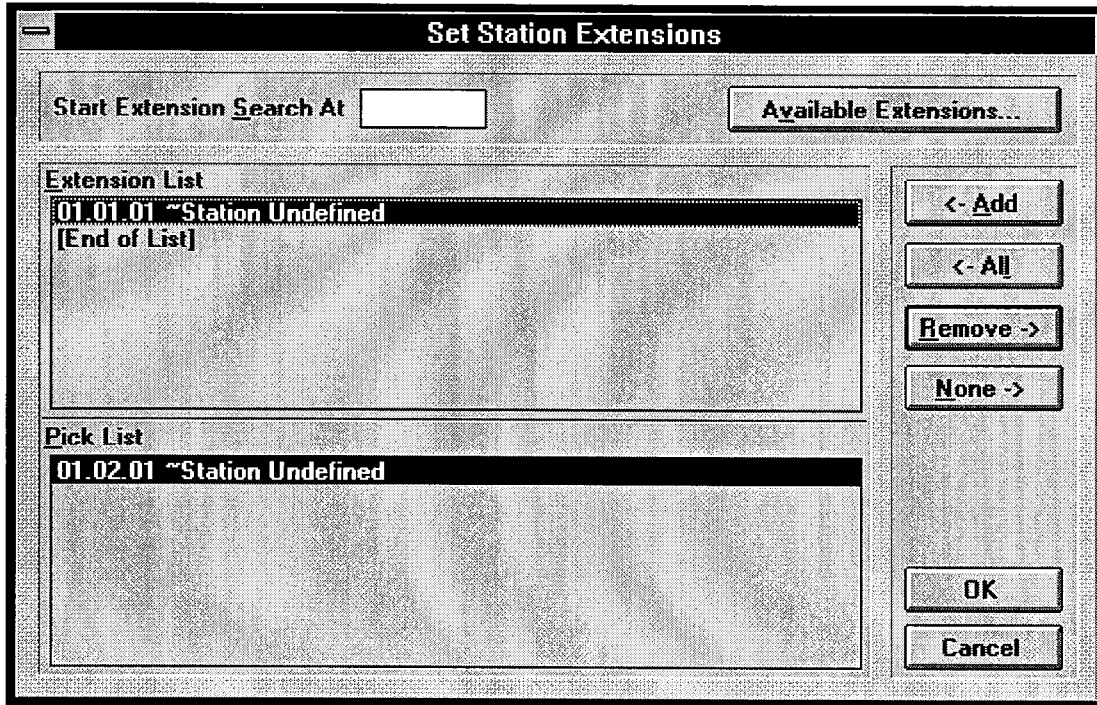 Set Station Extensions
Start Extension Search At
Available Extensions...
Extension List
01.01.01 ~Station Undefined
[End of List]
Pick List
01.02.01 ~Station Undefined
<- Add
<- All
Remove ->
None ->
OK
Cancel